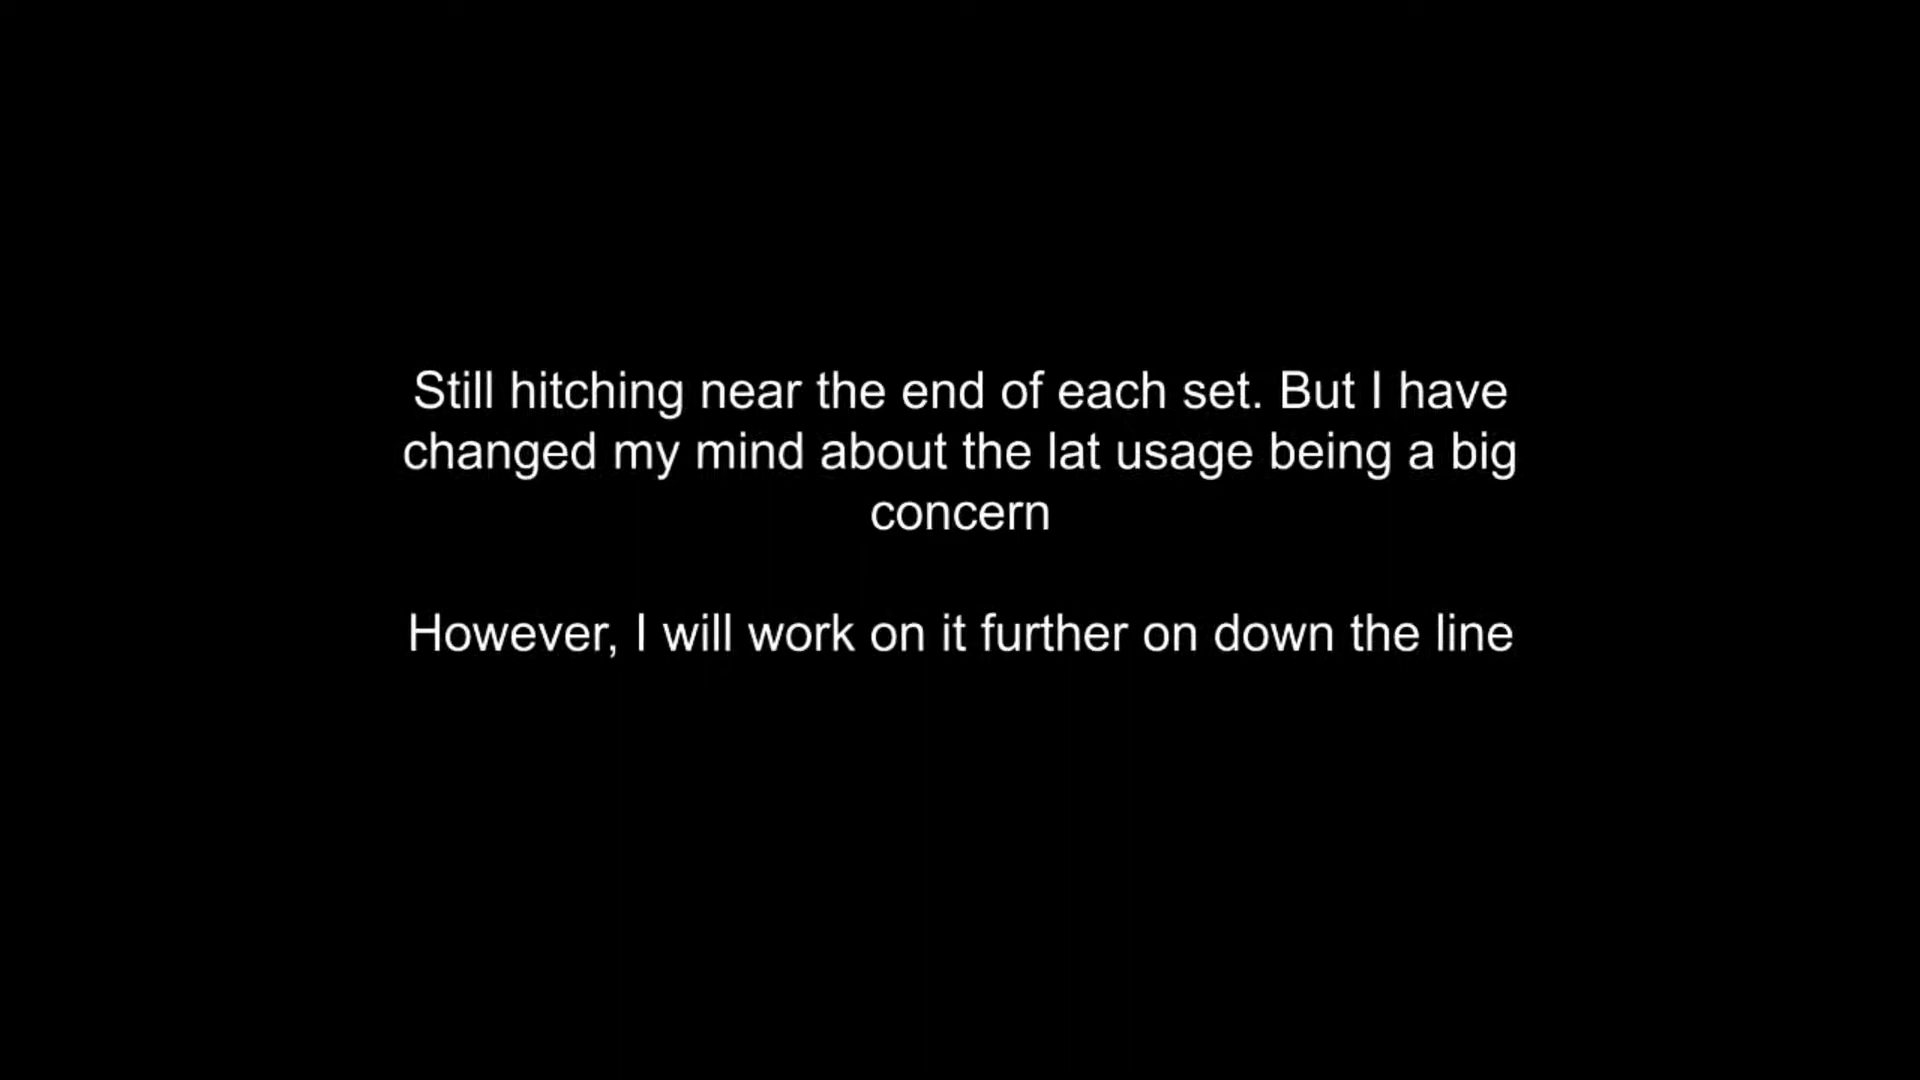 Still hitching near the end of each set. But I have
changed my mind about the lat usage being a big
concern
However, I will work on it further on down the line